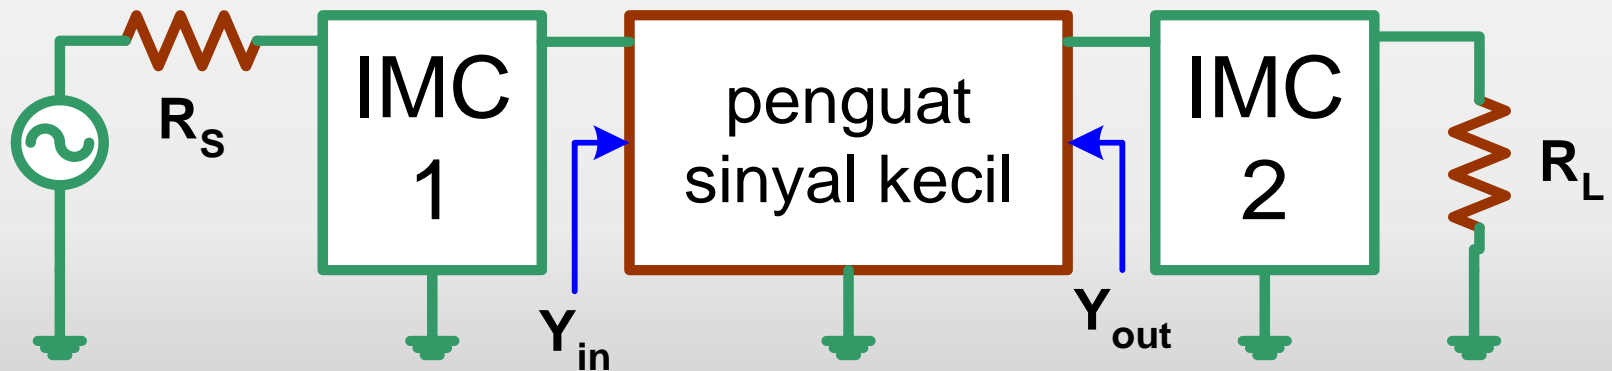 R_S
IMC
1
penguat
sinyal kecil
IMC
2
R_L
Y_in
Y_out